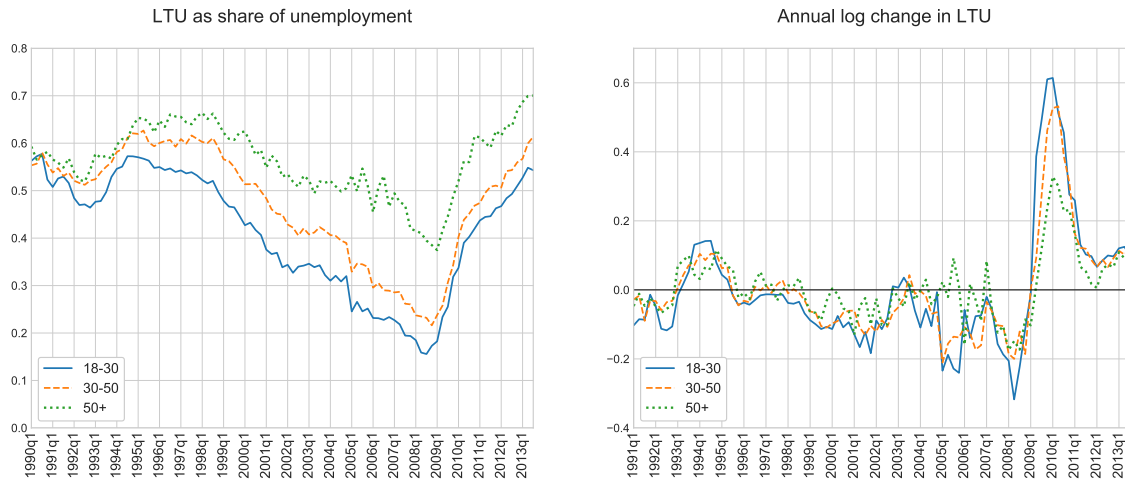 LTU as share of unemployment
0.8
0.7
0.6
0.5
0.4
0.3
0.2
0.1
0.0
18-30
30-50
50+
1990q1
1991q1
1992q1
1993q1
1994q1
1995q1
1996q1
1997q1
1998q1
1999q1
2000q1
2001q1
2002q1
2003q1
2004q1
2005q1
2006q1
2007q1
2008q1
2009q1
2010q1
2011q1
2012q1
2013q1
Annual log change in LTU
0.6
0.4
0.2
0.0
−0.2
−0.4
18-30
30-50
50+
1991q1
1992q1
1993q1
1994q1
1995q1
1996q1
1997q1
1998q1
1999q1
2000q1
2001q1
2002q1
2003q1
2004q1
2005q1
2006q1
2007q1
2008q1
2009q1
2010q1
2011q1
2012q1
2013q1